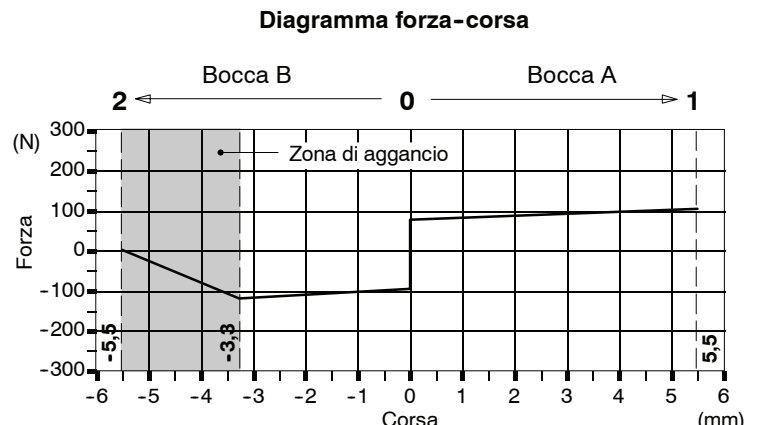 Diagramma forza-corsa
Bocca B
Bocca A
2
0
1
(N)
300
200
100
0
-100
-200
-300
Forza
Zona di aggancio
-5,5
-3,3
5,5
-6 -5 -4 -3 -2 -1 0 1 2 3 4 5 6
Corsa
(mm)